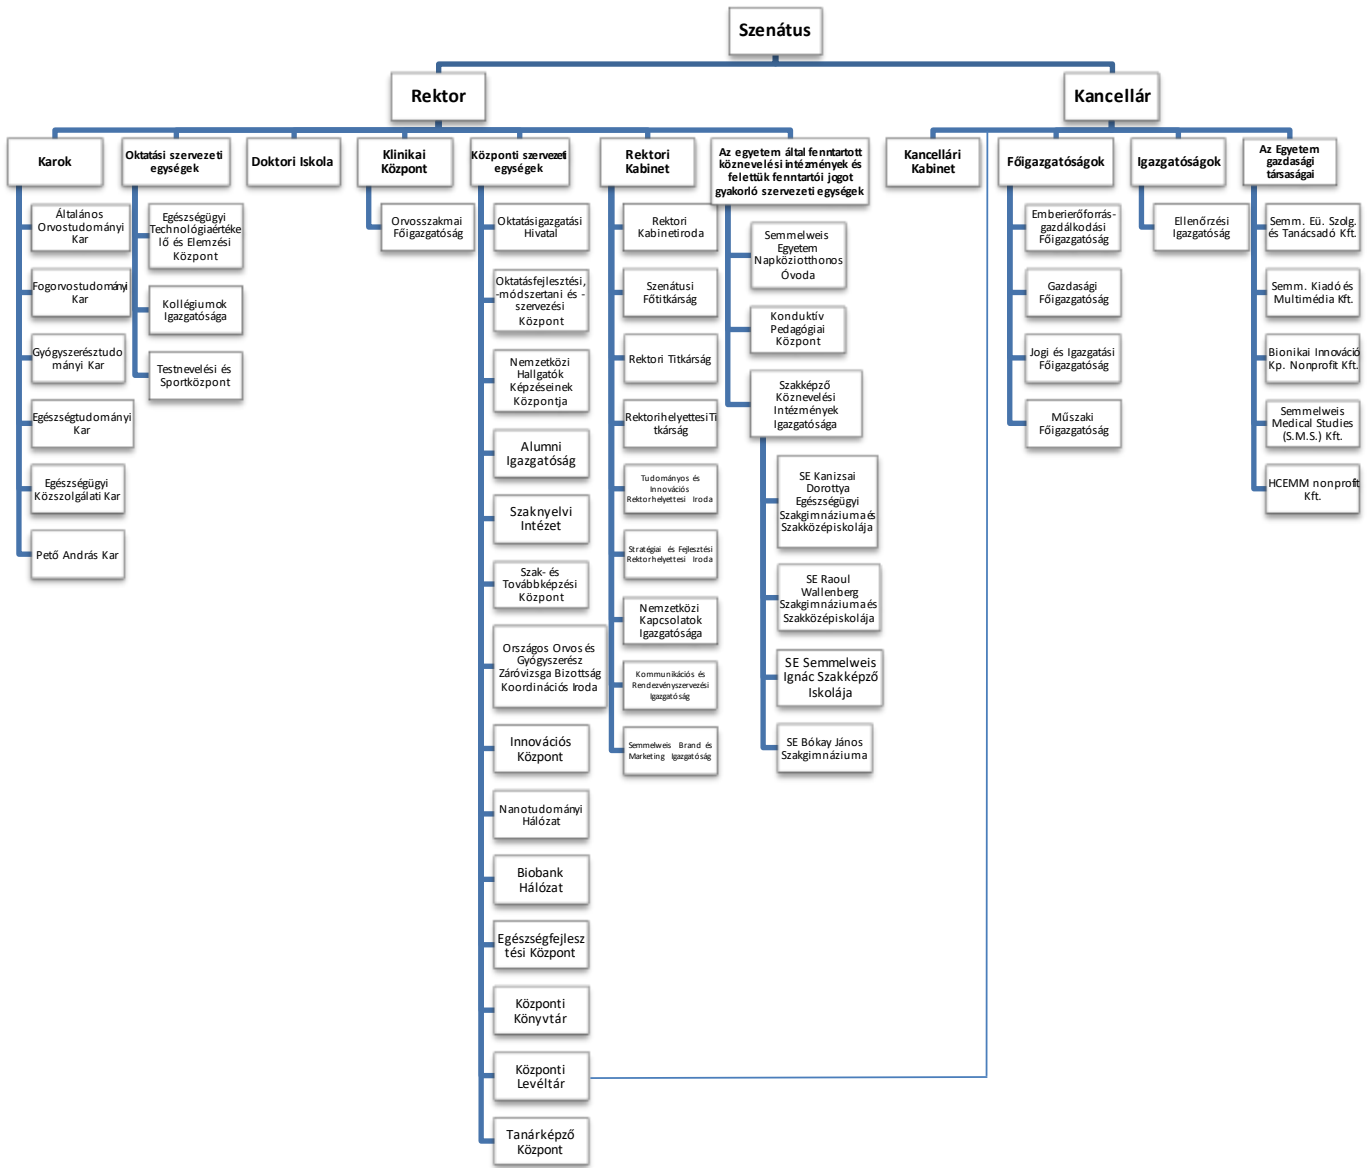 Szenátus
Rektor
Kancellár
Karok
Oktatási szervezeti
egységek
Doktori Iskola
Klinikai
Központ
Központi szervezeti
egységek
Rektori
Kabinet
Az egyetem által fenntartott
köznevelési intézmények és
felettük fenntartói jogot
gyakorló szervezeti egységek
Kancellári
Kabinet
Főigazgatóságok
Igazgatóságok
Az Egyetem
gazdasági
társaságai
Általános
Orvostudományi
Kar
Fogorvostudományi
Kar
Gyógyszerésztudo
mányi Kar
Egészségtudományi
Kar
Egészségügyi
Közszolgálati Kar
Pető András Kar
Egészségügyi
Technológiaértéke
lő és Elemzési
Központ
Kollégiumok
Igazgatósága
Testnevelési és
Sportközpont
Orvosszakmai
Főigazgatóság
Oktatásigazgatási
Hivatal
Oktatásfejlesztési,
-módszertani és -
szervezési
Központ
Nemzetközi
Hallgatók
Képzéseinek
Központja
Alumni
Igazgatóság
Szaknyelvi
Intézet
Szak- és
Továbbképzési
Központ
Országos Orvos és
Gyógyszerész
Záróvizsga Bizottság
Koordinációs Iroda
Innovációs
Központ
Nanotudományi
Hálózat
Biobank
Hálózat
Egészségfejlesz
tési Központ
Központi
Könyvtár
Központi
Levéltár
Tanárképző
Központ
Rektori
Kabinetiroda
Szenátusi
Főtitkárság
Rektori Titkárság
Rektorihelyettesi Ti
tkárság
Tudományos és
Innovációs
Rektorhelyettesi Iroda
Stratégiai és Fejlesztési
Rektorhelyettesi Iroda
Nemzetközi
Kapcsolatok
Igazgatósága
Kommunikációs és
Rendezvényszervezési
Igazgatóság
Semmelweis Brand és
Marketing Igazgatóság
Semmelweis
Egyetem
Napköziotthonos
Óvoda
Konduktív
Pedagógiai
Központ
Szakképző
Köznevelési
Intézmények
Igazgatósága
SE Kanizsai
Dorottya
Egészségügyi
Szakgimnáziuma és
Szakközépiskolája
SE Raoul
Wallenberg
Szakgimnáziuma és
Szakközépiskolája
SE Semmelweis
Ignác Szakképző
Iskolája
SE Bókay János
Szakgimnáziuma
Emberierőforrás-
gazdálkodási
Főigazgatóság
Gazdasági
Főigazgatóság
Jogi és Igazgatási
Főigazgatóság
Műszaki
Főigazgatóság
Ellenőrzési
Igazgatóság
Semm. Eü. Szolg.
és Tanácsadó Kft.
Semm. Kiadó és
Multimédia Kft.
Bionikai Innováció
Kp. Nonprofit Kft.
Semmelweis
Medical Studies
(S.M.S.) Kft.
HCEMM nonprofit
Kft.